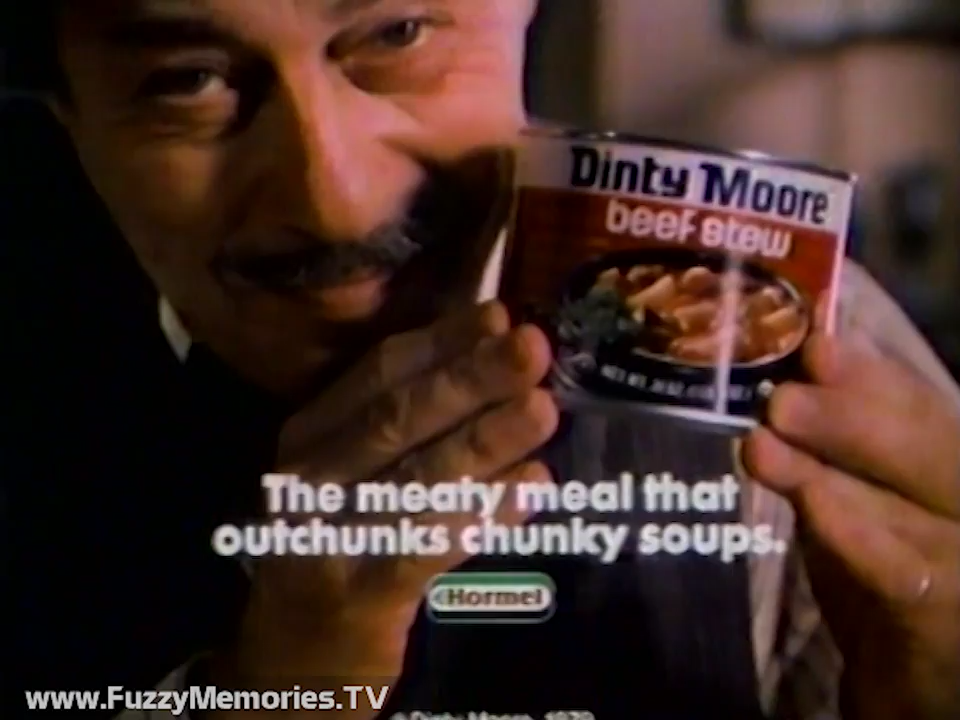 Dinty Moore
beef stew
The meaty meal that
outchunks chunky soups.
Hormel
www.FuzzyMemories.TV